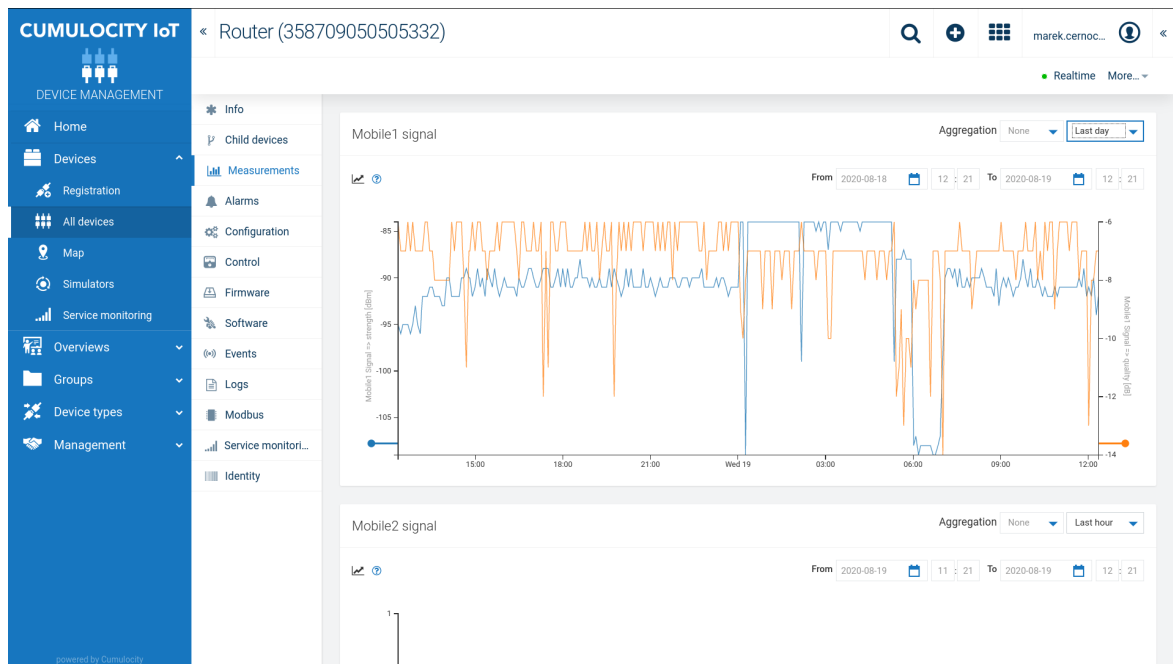 CUMULOCITY IoT
DEVICE MANAGEMENT
Home
Devices
Registration
All devices
Map
Simulators
Service monitoring
Overviews
Groups
Device types
Management
powered by Cumulocity
« Router (358709050505332)
marek.cernoc... «
Realtime More...
Info
Child devices
Measurements
Alarms
Configuration
Control
Firmware
Software
Events
Logs
Modbus
Service monitori...
Identity
Mobile1 signal
Aggregation None Last day
From 2020-08-18 12 : 21 To 2020-08-19 12 : 21
Mobile1 Signal => strength [dBm]
-85
-90
-95
-100
-105
-6
-8
-10
-12
-14
Mobile1 Signal => quality [dB]
15:00 18:00 21:00 Wed 19 03:00 06:00 09:00 12:00
Mobile2 signal
Aggregation None Last hour
From 2020-08-19 11 : 21 To 2020-08-19 12 : 21
1